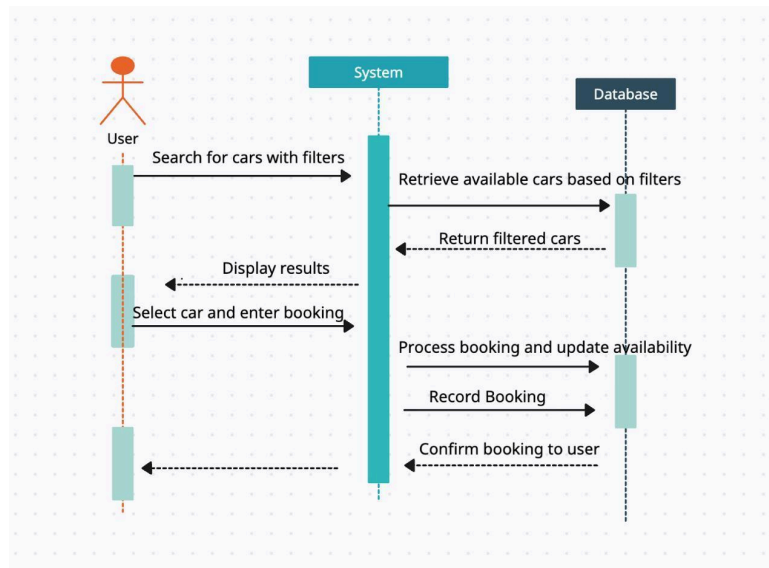 System
Database
User
Search for cars with filters
Retrieve available cars based on filters
Return filtered cars
Display results
Select car and enter booking
Process booking and update availability
Record Booking
Confirm booking to user